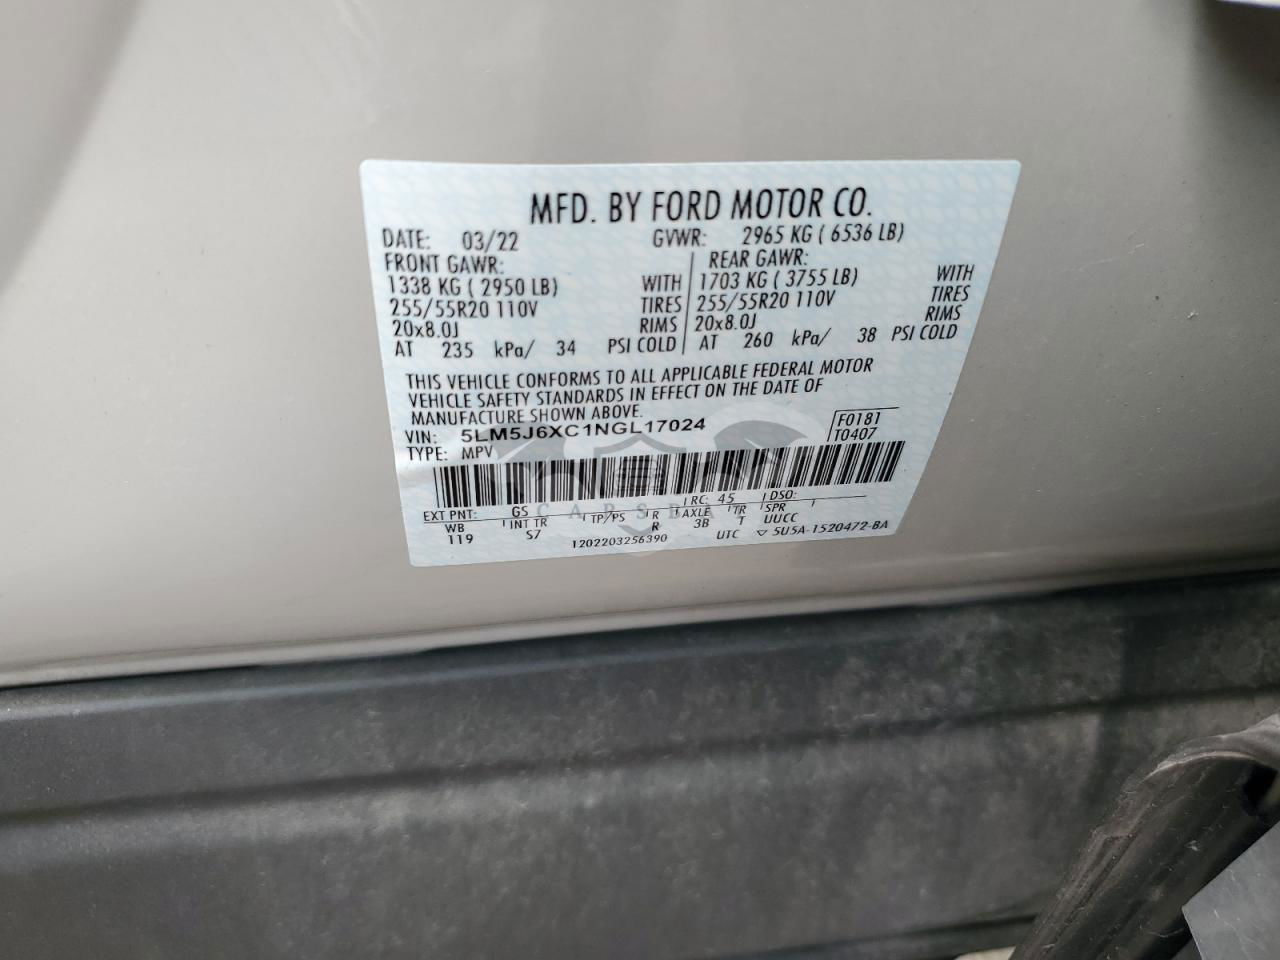 MFD. BY FORD MOTOR CO.
DATE: 03/22 GVWR: 2965 KG ( 6536 LB)
FRONT GAWR: REAR GAWR:
1338 KG ( 2950 LB) WITH 1703 KG ( 3755 LB) WITH
255/55R20 110V TIRES 255/55R20 110V TIRES
20x8.0J RIMS 20x8.0J RIMS
AT 235 kPa/ 34 PSI COLD AT 260 kPa/ 38 PSI COLD
THIS VEHICLE CONFORMS TO ALL APPLICABLE FEDERAL MOTOR
VEHICLE SAFETY STANDARDS IN EFFECT ON THE DATE OF
MANUFACTURE SHOWN ABOVE.
VIN: 5LM5J6XC1NGL17024 F0181
TYPE: MPV T0407
EXT PNT: GS RC: 45 DSO:
WB INT TR TP/PS R AXLE TR SPR
119 S7 R 3B T UUCC
1202203256390 UTC ▽ 5U5A-1520472-BA